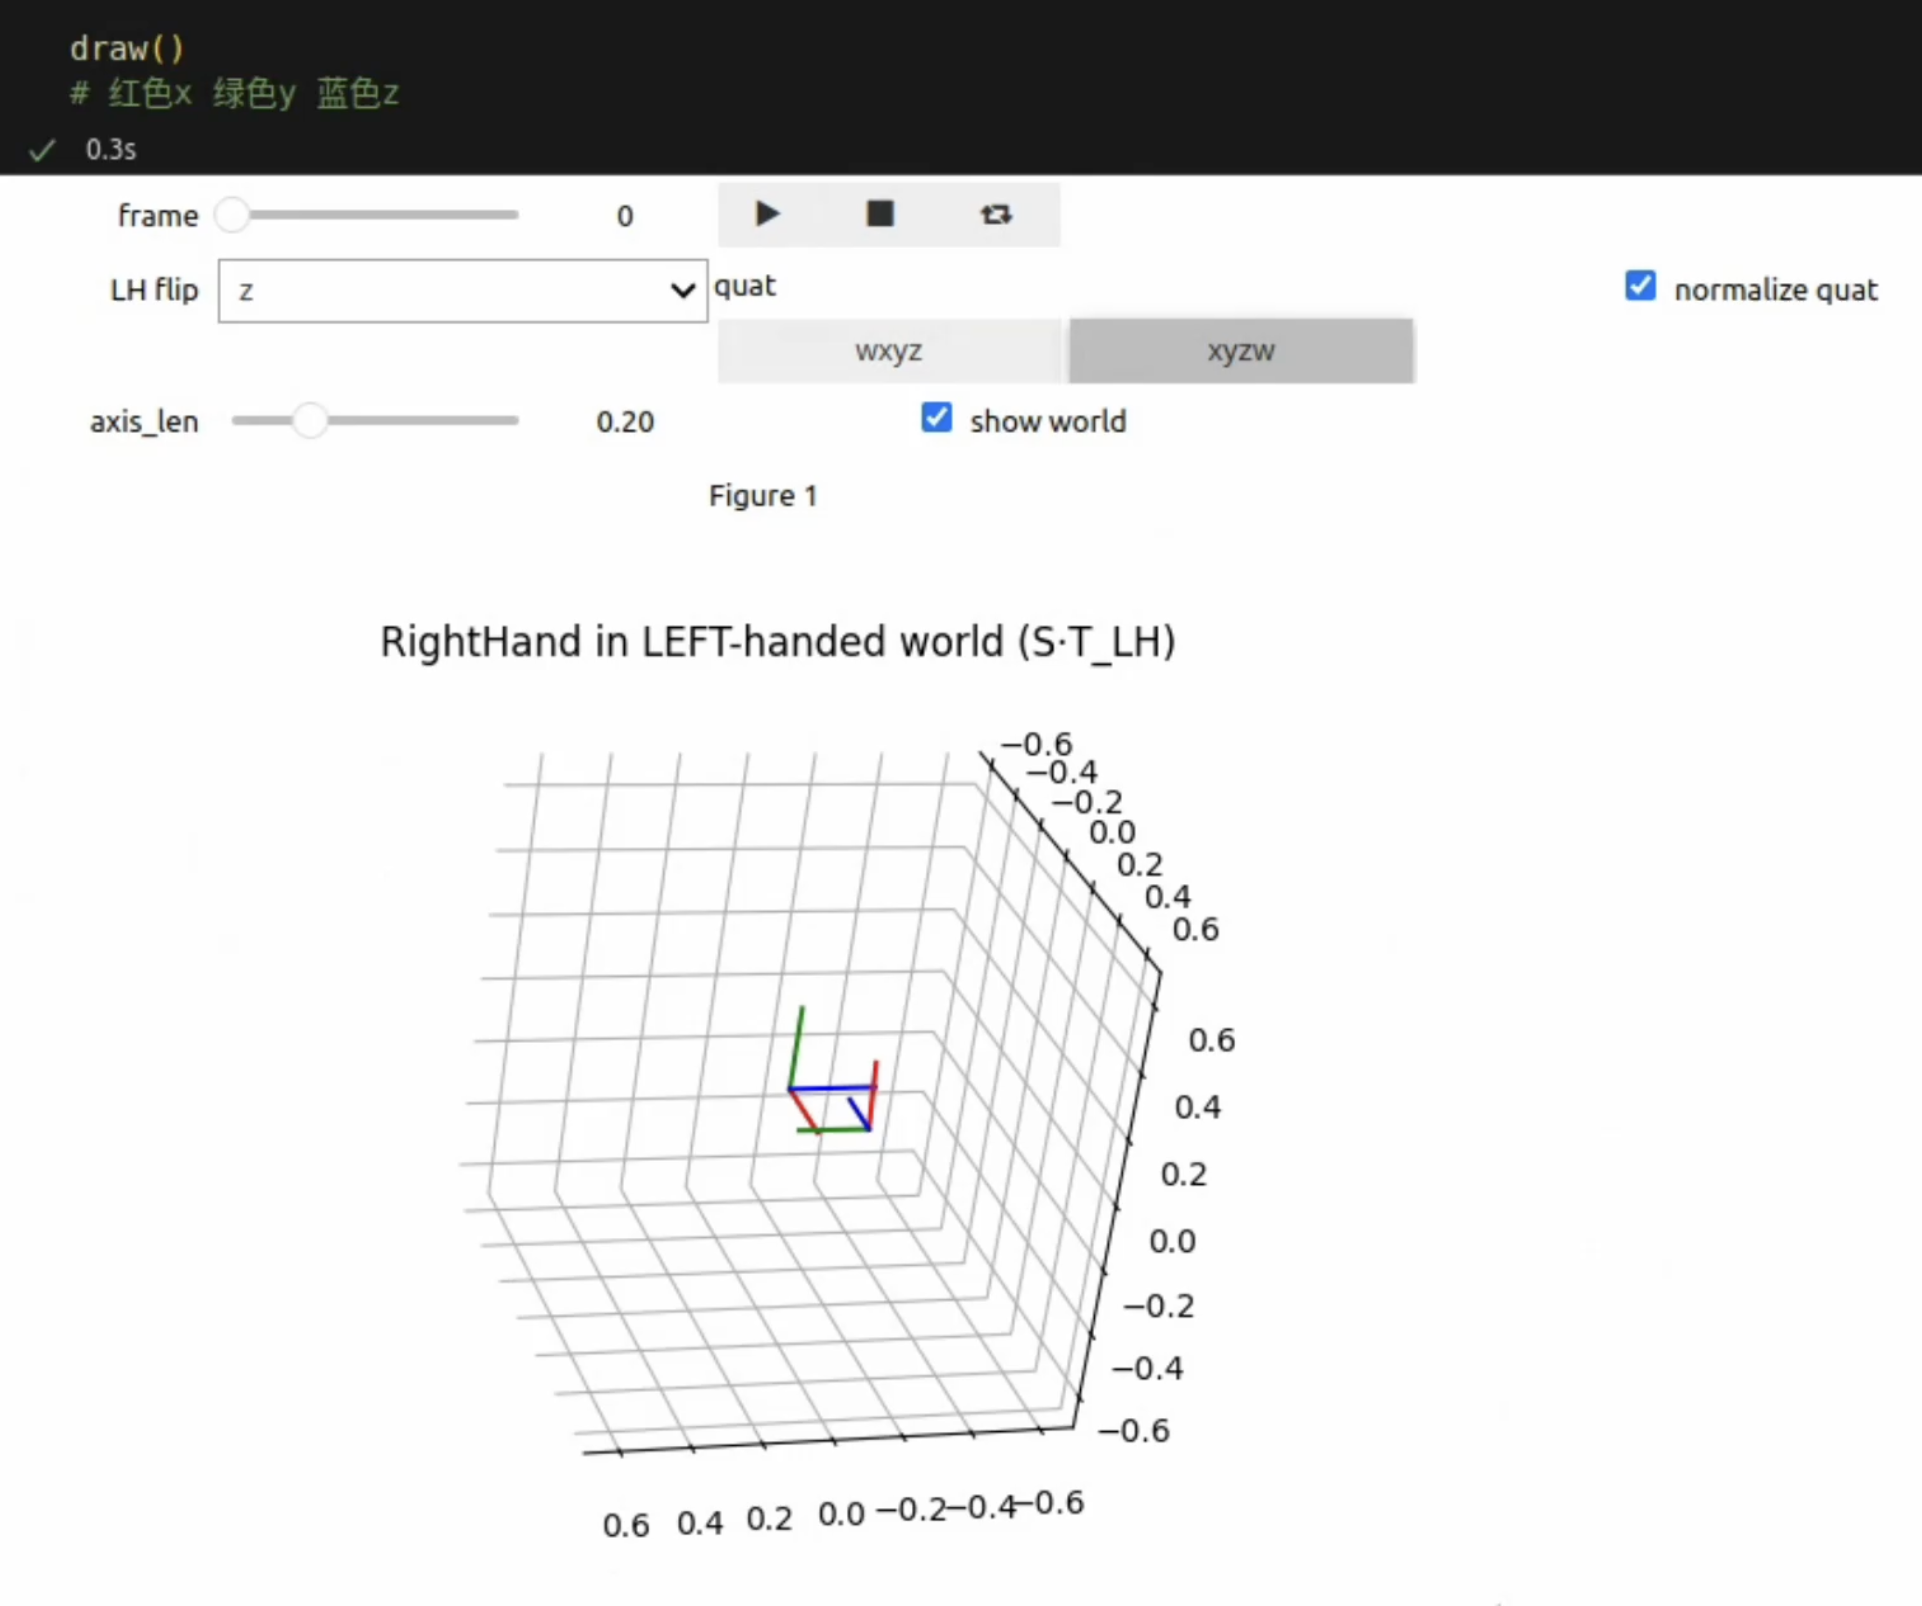 draw()
# 红色x 绿色y 蓝色z
0.3s
frame 0
LH flip z quat normalize quat
wxyz xyzw
axis_len 0.20 show world
Figure 1
RightHand in LEFT-handed world (S·T_LH)
−0.6
−0.4
−0.2
0.0
0.2
0.4
0.6
0.6
0.4
0.2
0.0
−0.2
−0.4
−0.6
0.6 0.4 0.2 0.0 −0.2 −0.4 −0.6